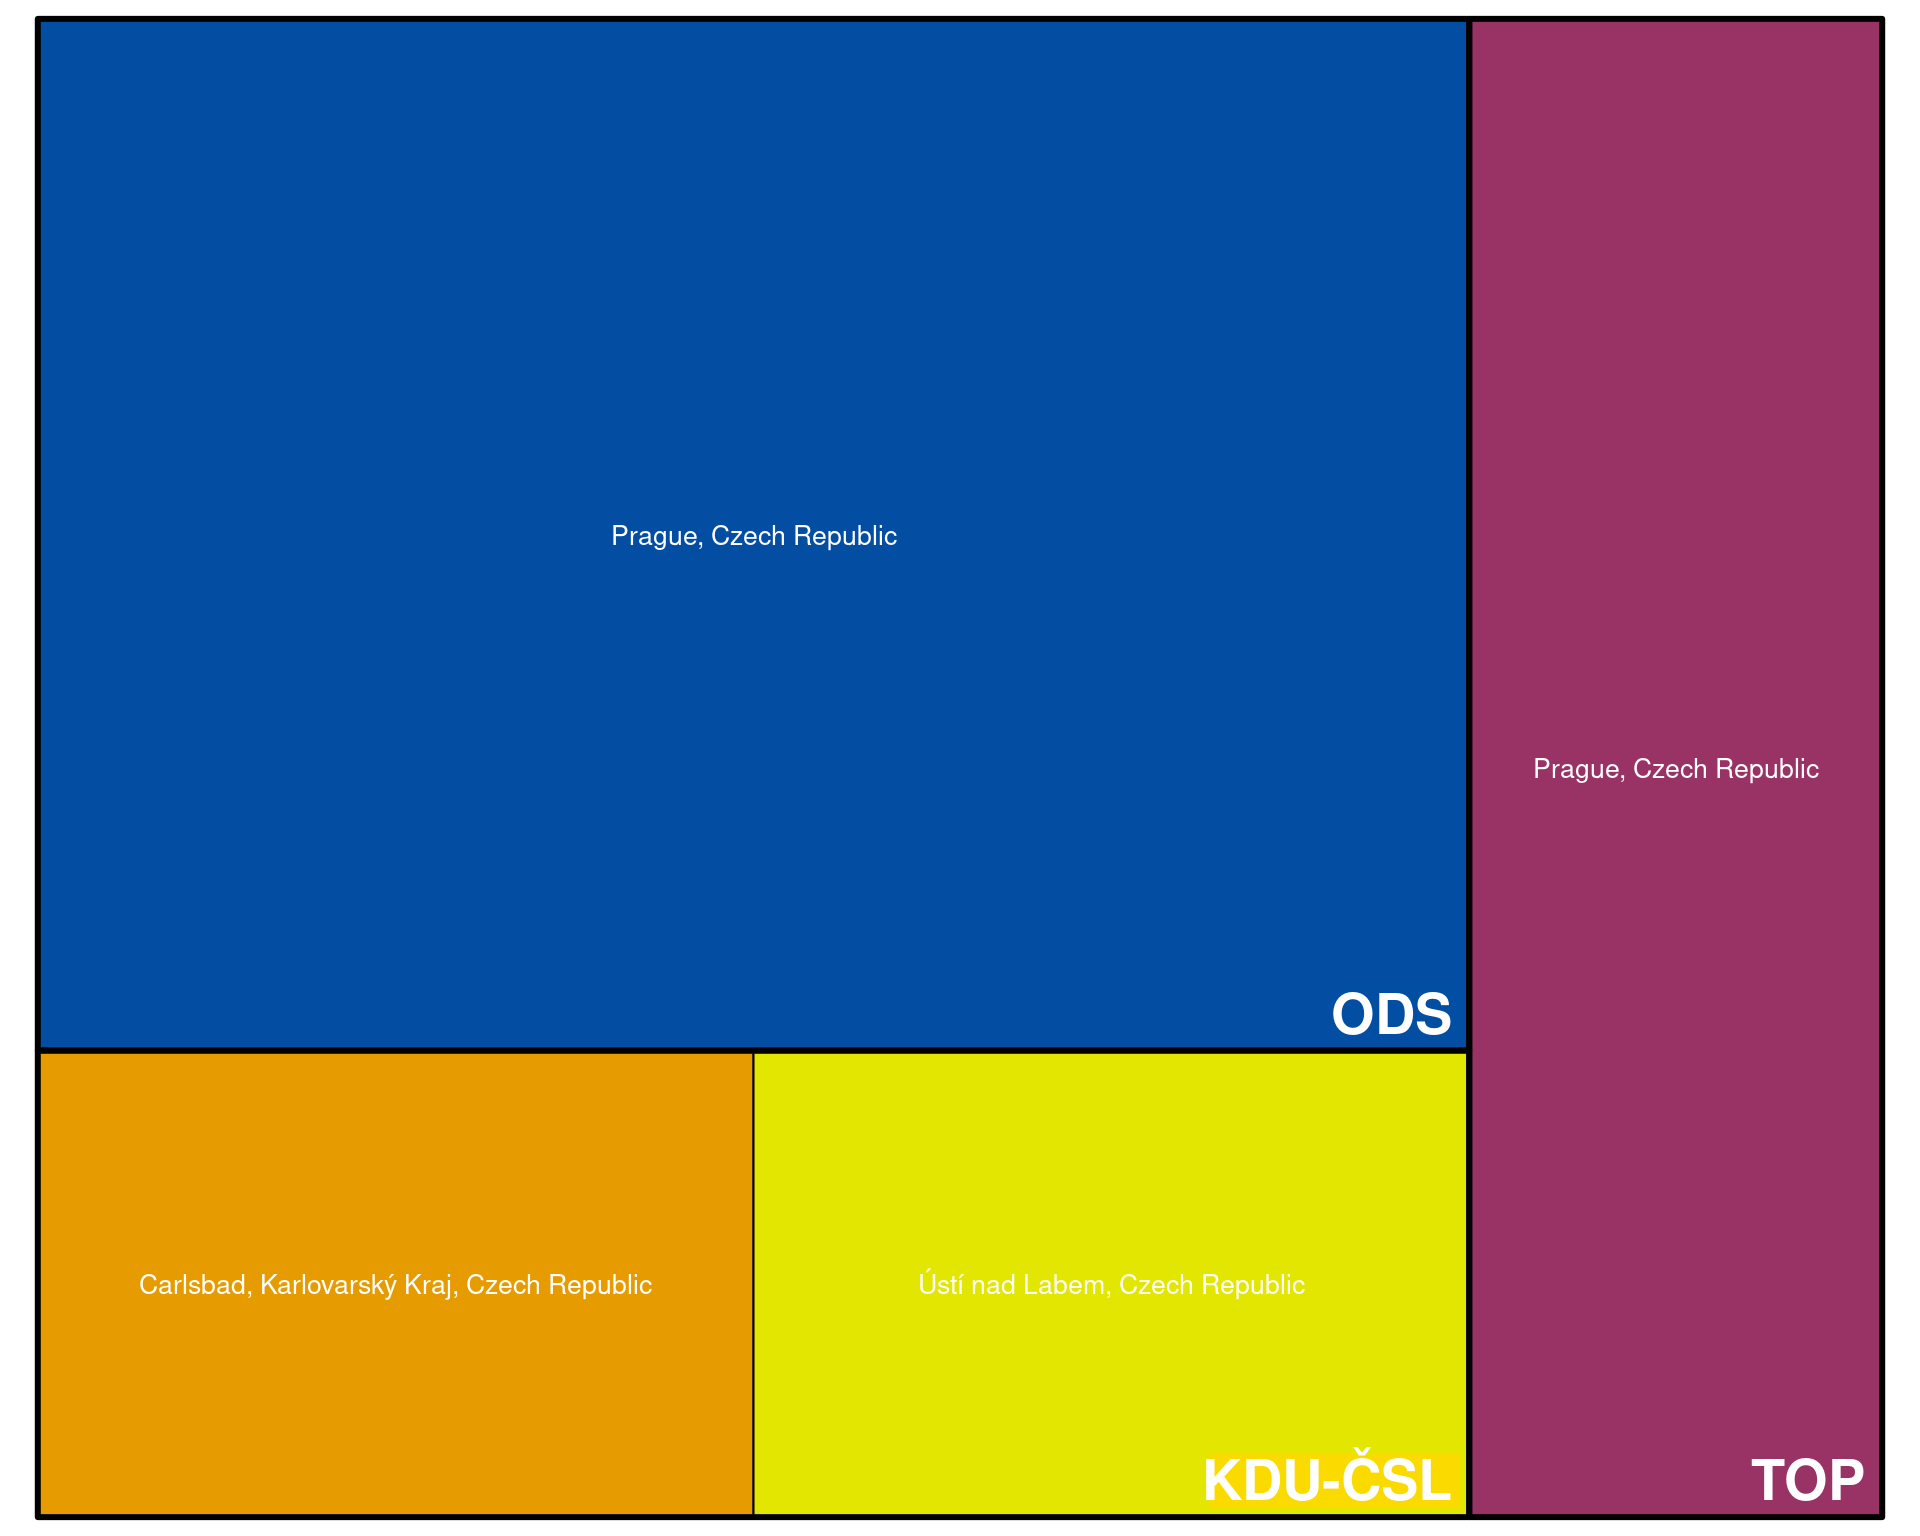 Prague, Czech Republic
ODS
Prague, Czech Republic
TOP
Carlsbad, Karlovarský Kraj, Czech Republic
Ústí nad Labem, Czech Republic
KDU-ČSL